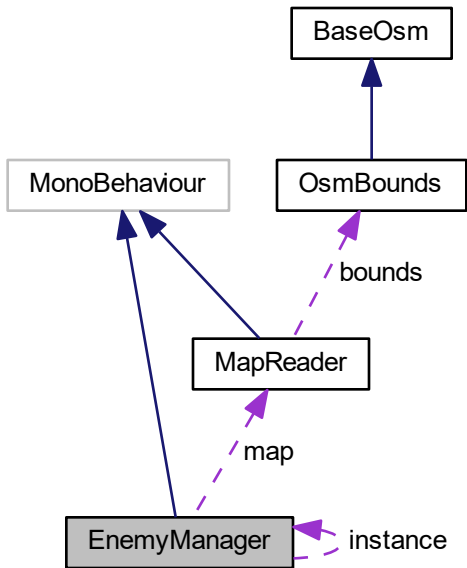 BaseOsm
MonoBehaviour
OsmBounds
bounds
MapReader
map
EnemyManager
instance